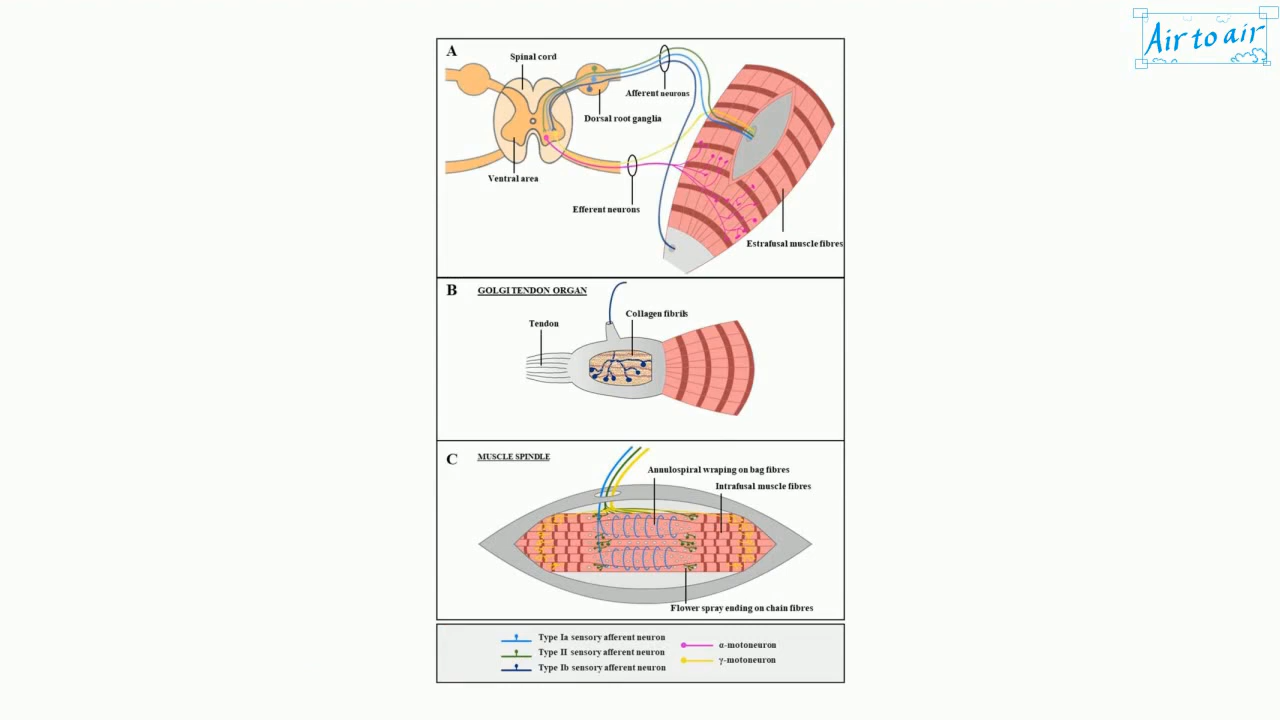 Air to air
A
Spinal cord
Afferent neurons
Dorsal root ganglia
Ventral area
Efferent neurons
Estrafusal muscle fibres
B
GOLGI TENDON ORGAN
Collagen fibrils
Tendon
C
MUSCLE SPINDLE
Annulospiral wraping on bag fibres
Intrafusal muscle fibres
Flower spray ending on chain fibres
Type Ia sensory afferent neuron
Type II sensory afferent neuron
Type Ib sensory afferent neuron
α-motoneuron
γ-motoneuron